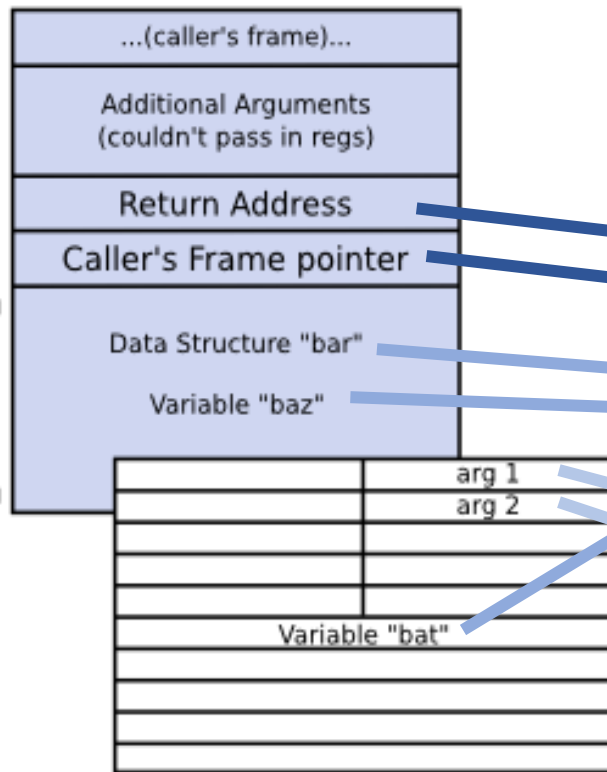 ...(caller's frame)...
Additional Arguments
(couldn't pass in regs)
Return Address
Caller's Frame pointer
Data Structure "bar"
Variable "baz"
arg 1
arg 2
Variable "bat"